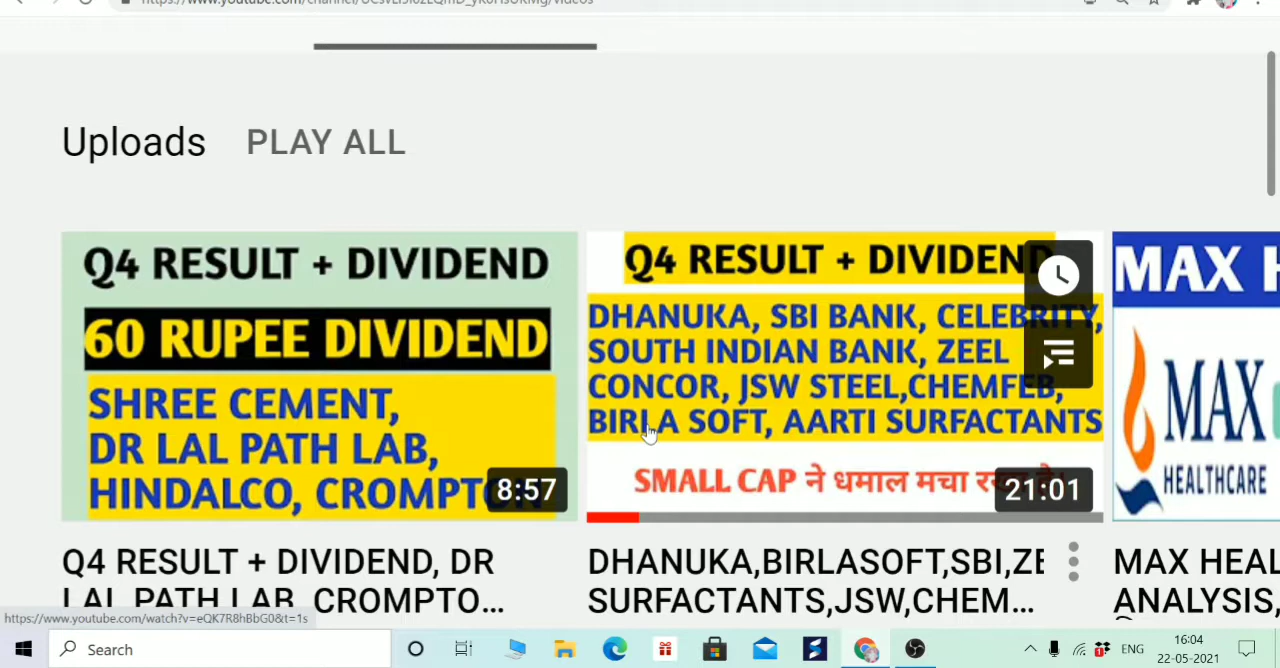 Uploads PLAY ALL
Q4 RESULT + DIVIDEND
60 RUPEE DIVIDEND
SHREE CEMENT,
DR LAL PATH LAB,
HINDALCO, CROMPTON
8:57
Q4 RESULT + DIVIDEND
DHANUKA, SBI BANK, CELEBRITY,
SOUTH INDIAN BANK, ZEEL
CONCOR, JSW STEEL,CHEMFEB,
BIRLA SOFT, AARTI SURFACTANTS
SMALL CAP ने धमाल मचा
21:01
MAX
MAX
HEALTHCARE
Q4 RESULT + DIVIDEND, DR
LAL PATH LAB, CROMPTO...
DHANUKA,BIRLASOFT,SBI,ZE
SURFACTANTS,JSW,CHEM...
MAX HEAL
ANALYSIS,
https://www.youtube.com/watch?v=eQK7R8hBbG0&t=1s
Search
ENG
16:04
22-05-2021